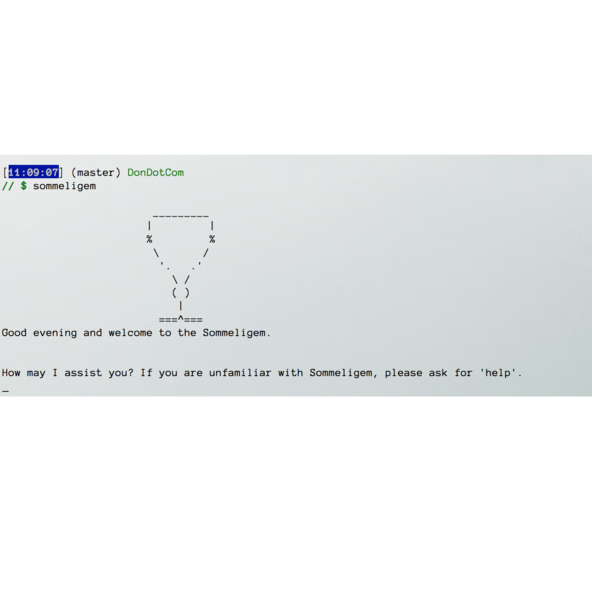 [11:09:07] (master) DonDotCom
// $ sommeligem
 _________
|         |
%         %
 \       /
  '.   .'
    \ /
    ( )
     |
  ===^===
Good evening and welcome to the Sommeligem.
How may I assist you? If you are unfamiliar with Sommeligem, please ask for 'help'.
_